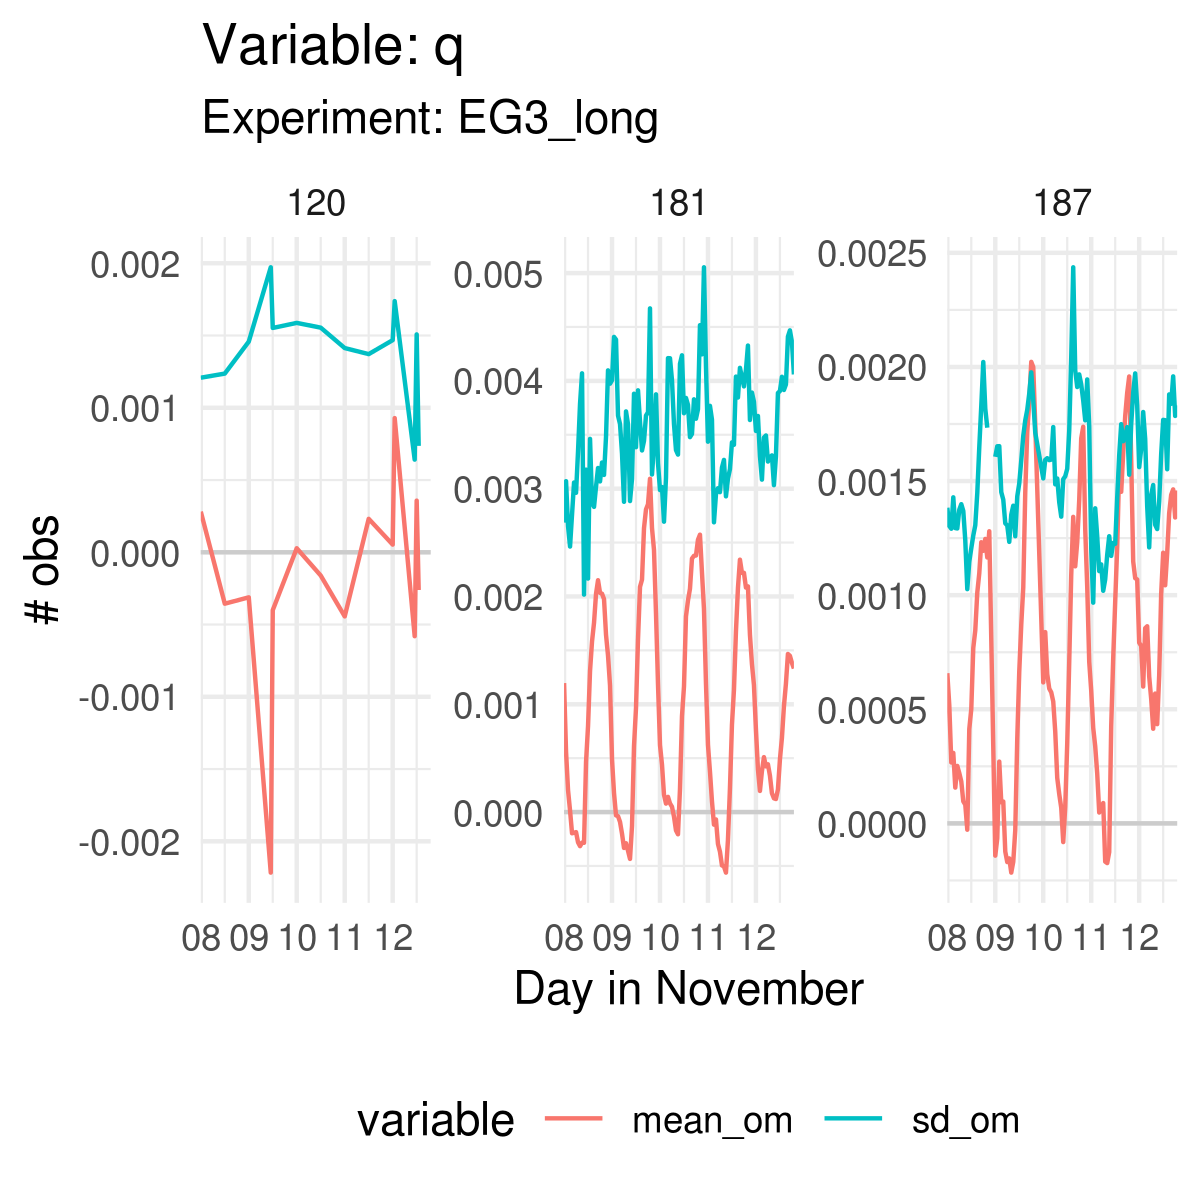 Variable: q
Experiment: EG3_long
120 181 187
0.002
0.001
0.000
-0.001
-0.002
0.005
0.004
0.003
0.002
0.001
0.000
0.0025
0.0020
0.0015
0.0010
0.0005
0.0000
# obs
08 09 10 11 12 08 09 10 11 12 08 09 10 11 12
Day in November
variable mean_om sd_om